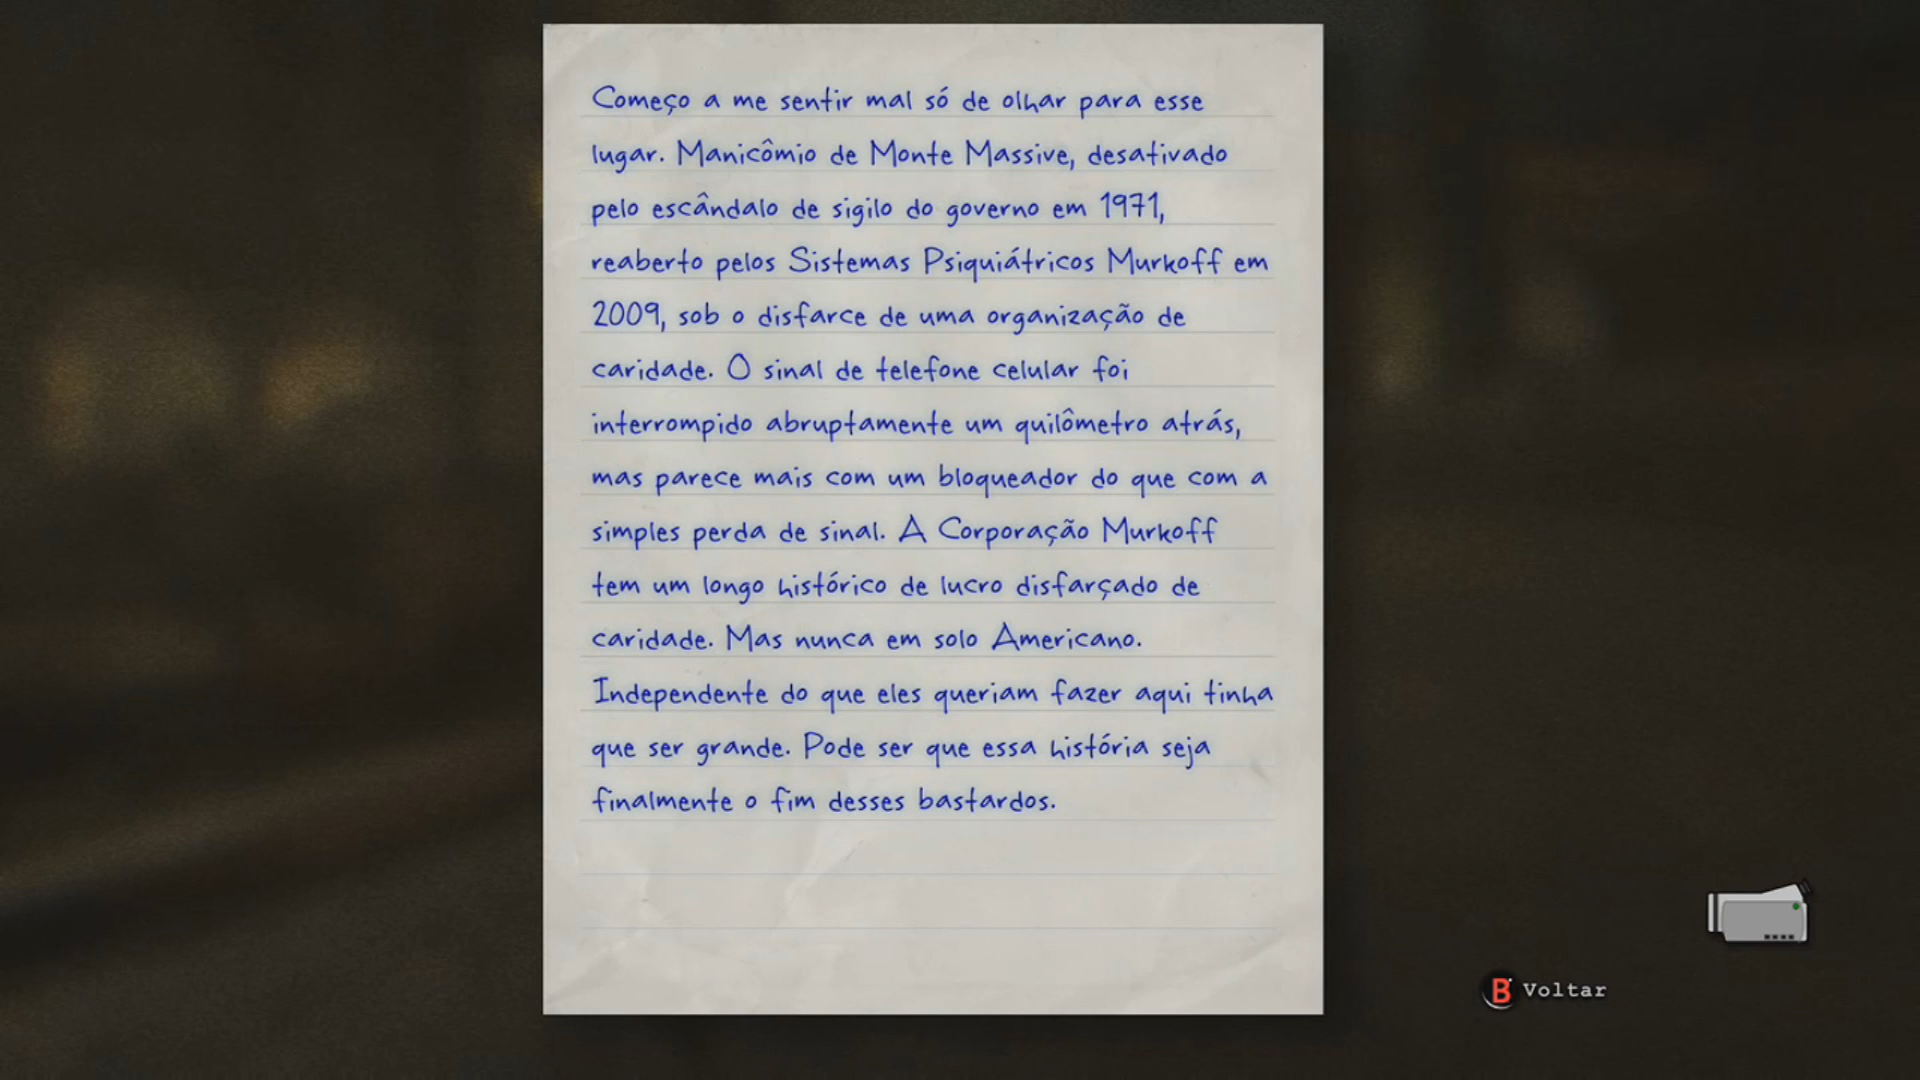 Começo a me sentir mal só de olhar para esse
lugar. Manicômio de Monte Massive, desativado
pelo escândalo de sigilo do governo em 1971,
reaberto pelos Sistemas Psiquiátricos Murkoff em
2009, sob o disfarce de uma organização de
caridade. O sinal de telefone celular foi
interrompido abruptamente um quilômetro atrás,
mas parece mais com um bloqueador do que com a
simples perda de sinal. A Corporação Murkoff
tem um longo histórico de lucro disfarçado de
caridade. Mas nunca em solo Americano.
Independente do que eles queriam fazer aqui tinha
que ser grande. Pode ser que essa história seja
finalmente o fim desses bastardos.
B Voltar